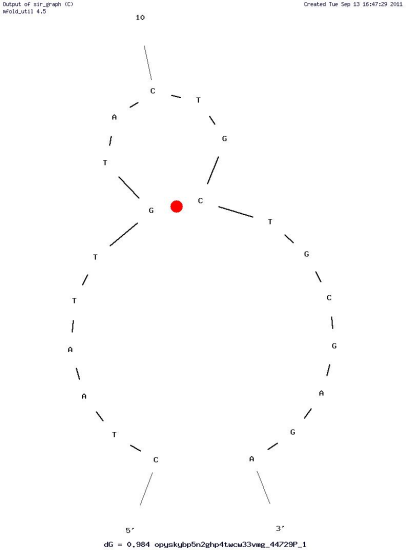 Output of sir_graph (C)
mfold_util 4.5
Created Tue Sep 13 16:47:29 2011
10
C
T
A
G
T
G
C
T
T
G
T
C
A
G
A
A
T
G
C
A
5'
3'
dG = 0.984 opyskybp5n2ghp4twcw33vmg_44729P_1